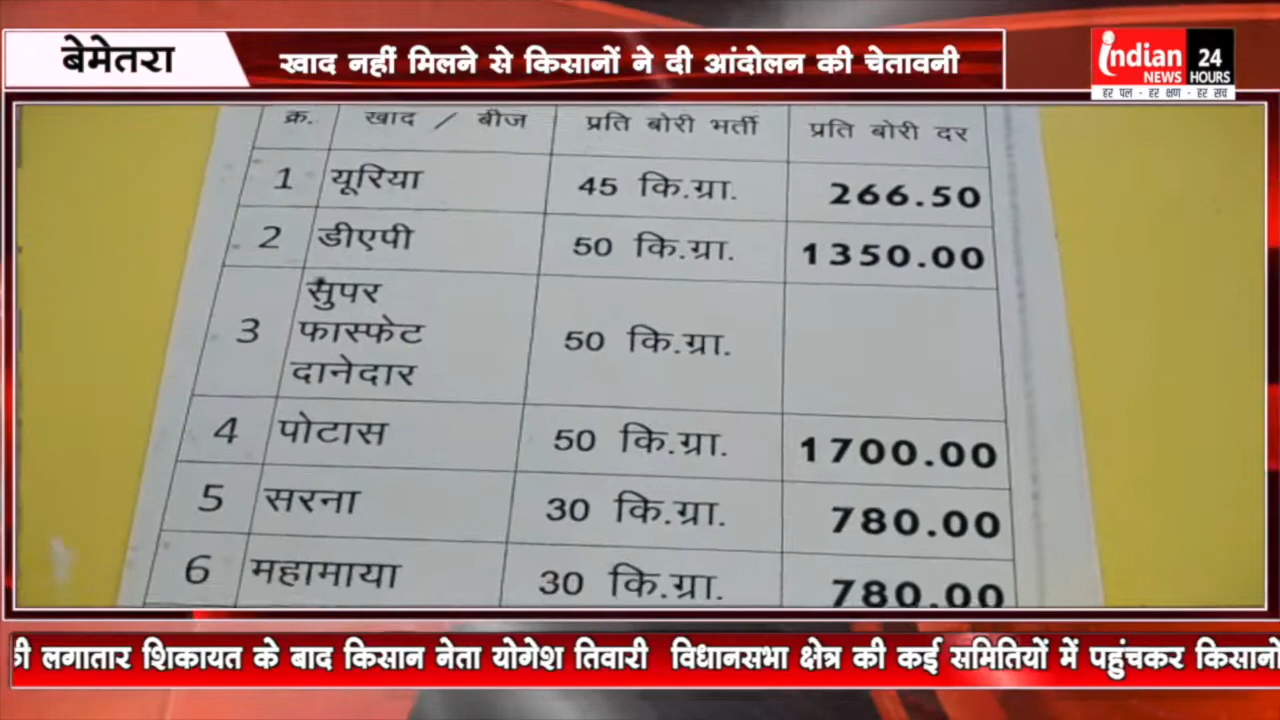 बेमेतरा
खाद नहीं मिलने से किसानों ने दी आंदोलन की चेतावनी
indian
NEWS
24
HOURS
हर पल - हर क्षण - हर सच
क्र. खाद / बीज प्रति बोरी भर्ती प्रति बोरी दर
1 यूरिया 45 कि.ग्रा. 266.50
2 डीएपी 50 कि.ग्रा. 1350.00
3 सुपर फास्फेट दानेदार 50 कि.ग्रा.
4 पोटास 50 कि.ग्रा. 1700.00
5 सरना 30 कि.ग्रा. 780.00
6 महामाया 30 कि.ग्रा. 780.00
की लगातार शिकायत के बाद किसान नेता योगेश तिवारी विधानसभा क्षेत्र की कई समितियों में पहुंचकर किसानो